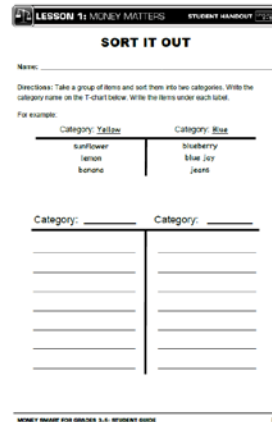 LESSON 1: MONEY MATTERS STUDENT HANDOUT
SORT IT OUT
Name:
Directions: Take a group of items and sort them into two categories. Write the
category name on the T-chart below. Write the items under each label.
For example:
Category: Yellow Category: Blue
sunflower blueberry
lemon blue jay
banana jeans
Category: Category:
MONEY SMART FOR GRADES 3-5: STUDENT GUIDE